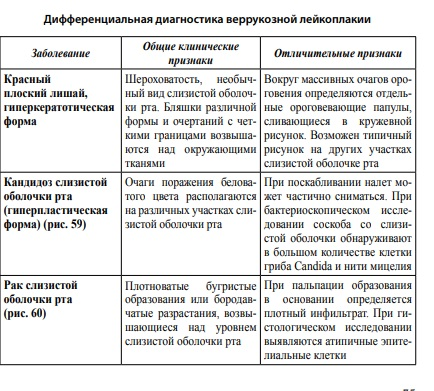 Дифференциальная диагностика веррукозной лейкоплакии
Заболевание
Общие клинические
признаки
Отличительные признаки
Красный
плоский лишай,
гиперкератотическая
форма
Шероховатость, необыч-
ный вид слизистой оболоч-
ки рта. Бляшки различной
формы и очертаний с чет-
кими границами возвыша-
ются над окружающими
тканями
Вокруг массивных очагов оро-
говения определяются отдель-
ные ороговевающие папулы,
сливающиеся в кружевной
рисунок. Возможен типичный
рисунок на других участках
слизистой оболочке рта
Кандидоз слизистой
оболочки рта
(гиперпластическая
форма) (рис. 59)
Очаги поражения белова-
того цвета располагаются
на различных участках сли-
зистой оболочки рта
При поскабливании налет мо-
жет частично сниматься. При
бактериоскопическом иссле-
довании соскоба со слизи-
стой оболочки обнаруживают
в большом количестве клетки
гриба Candida и нити мицелия
Рак слизистой
оболочки рта
(рис. 60)
Плотноватые бугристые
образования или бородав-
чатые разрастания, возвы-
шающиеся над уровнем
слизистой оболочки рта
При пальпации образования
в основании определяется
плотный инфильтрат. При ги-
стологическом исследовании
выявляются атипичные эпите-
лиальные клетки